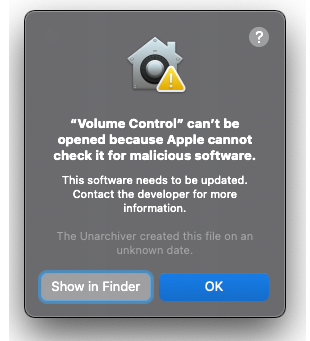 ?
“Volume Control” can’t be
opened because Apple cannot
check it for malicious software.
This software needs to be updated.
Contact the developer for more
information.
The Unarchiver created this file on an
unknown date.
Show in Finder
OK